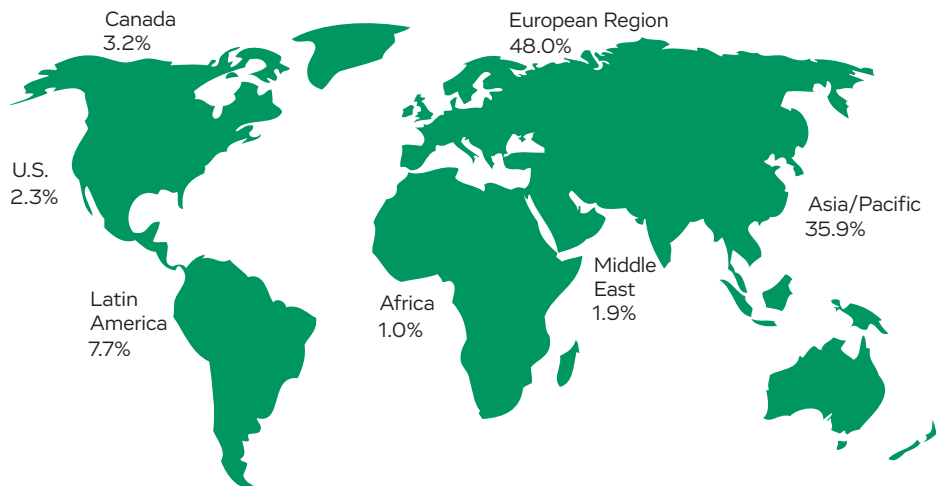 Canada
3.2%
European Region
48.0%
U.S.
2.3%
Asia/Pacific
35.9%
Middle
East
1.9%
Latin
America
7.7%
Africa
1.0%